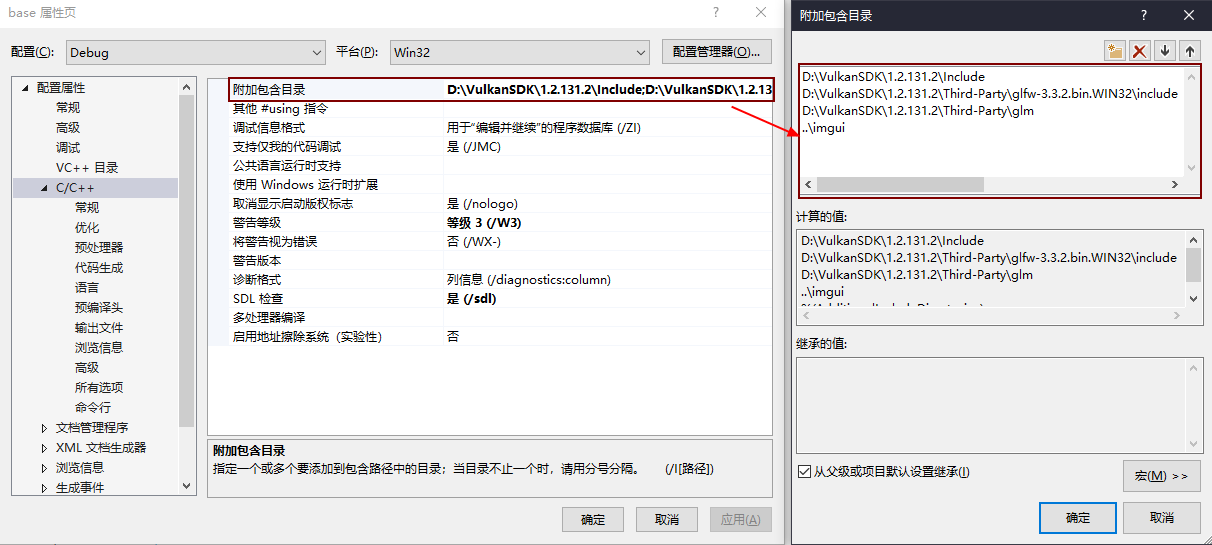 base 属性页
配置(C):
Debug
平台(P):
Win32
配置管理器(O)...
配置属性
常规
高级
调试
VC++ 目录
C/C++
常规
优化
预处理器
代码生成
语言
预编译头
输出文件
浏览信息
高级
所有选项
命令行
文档管理程序
XML 文档生成器
浏览信息
生成事件
附加包含目录 D:\VulkanSDK\1.2.131.2\Include;D:\VulkanSDK\1.2.13
其他 #using 指令
调试信息格式 用于“编辑并继续”的程序数据库 (/ZI)
支持仅我的代码调试 是 (/JMC)
公共语言运行时支持
使用 Windows 运行时扩展
取消显示启动版权标志 是 (/nologo)
警告等级 等级 3 (/W3)
将警告视为错误 否 (/WX-)
警告版本
诊断格式 列信息 (/diagnostics:column)
SDL 检查 是 (/sdl)
多处理器编译
启用地址擦除系统（实验性） 否
附加包含目录
指定一个或多个要添加到包含路径中的目录；当目录不止一个时，请用分号分隔。 (/I[路径])
确定
取消
应用(A)
附加包含目录
D:\VulkanSDK\1.2.131.2\Include
D:\VulkanSDK\1.2.131.2\Third-Party\glfw-3.3.2.bin.WIN32\include
D:\VulkanSDK\1.2.131.2\Third-Party\glm
..\imgui
计算的值:
D:\VulkanSDK\1.2.131.2\Include
D:\VulkanSDK\1.2.131.2\Third-Party\glfw-3.3.2.bin.WIN32\include
D:\VulkanSDK\1.2.131.2\Third-Party\glm
..\imgui
继承的值:
从父级或项目默认设置继承(I)
宏(M) >>
确定
取消